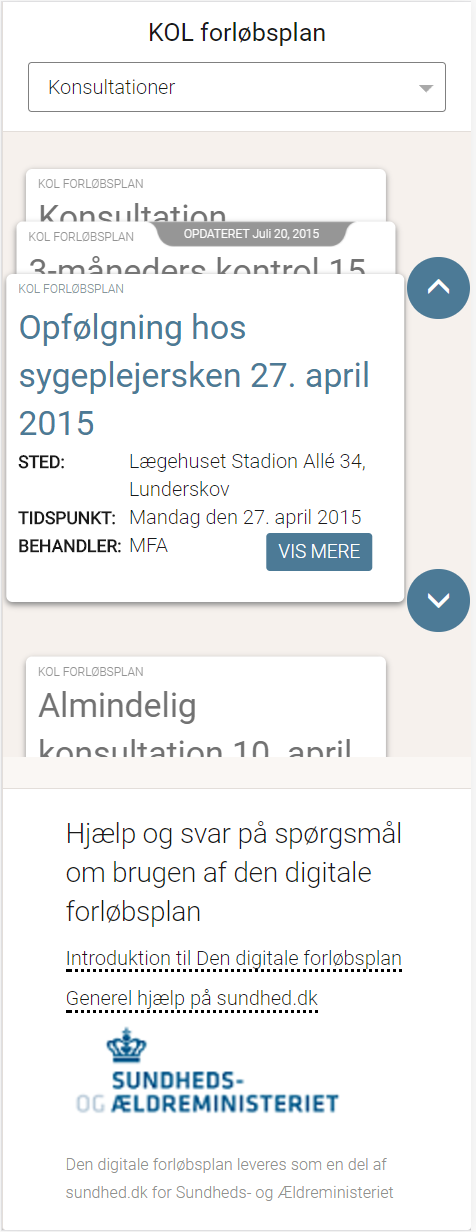 KOL forløbsplan
Konsultationer
KOL FORLØBSPLAN
Konsultation
KOL FORLØBSPLAN
OPDATERET Juli 20, 2015
3-måneders kontrol 15
KOL FORLØBSPLAN
Opfølgning hos
sygeplejersken 27. april
2015
STED: Lægehuset Stadion Allé 34,
Lunderskov
TIDSPUNKT: Mandag den 27. april 2015
BEHANDLER: MFA
VIS MERE
KOL FORLØBSPLAN
Almindelig
konsultation 10. april
Hjælp og svar på spørgsmål
om brugen af den digitale
forløbsplan
Introduktion til Den digitale forløbsplan
Generel hjælp på sundhed.dk
SUNDHEDS-
OG ÆLDREMINISTERIET
Den digitale forløbsplan leveres som en del af
sundhed.dk for Sundheds- og Ældreministeriet